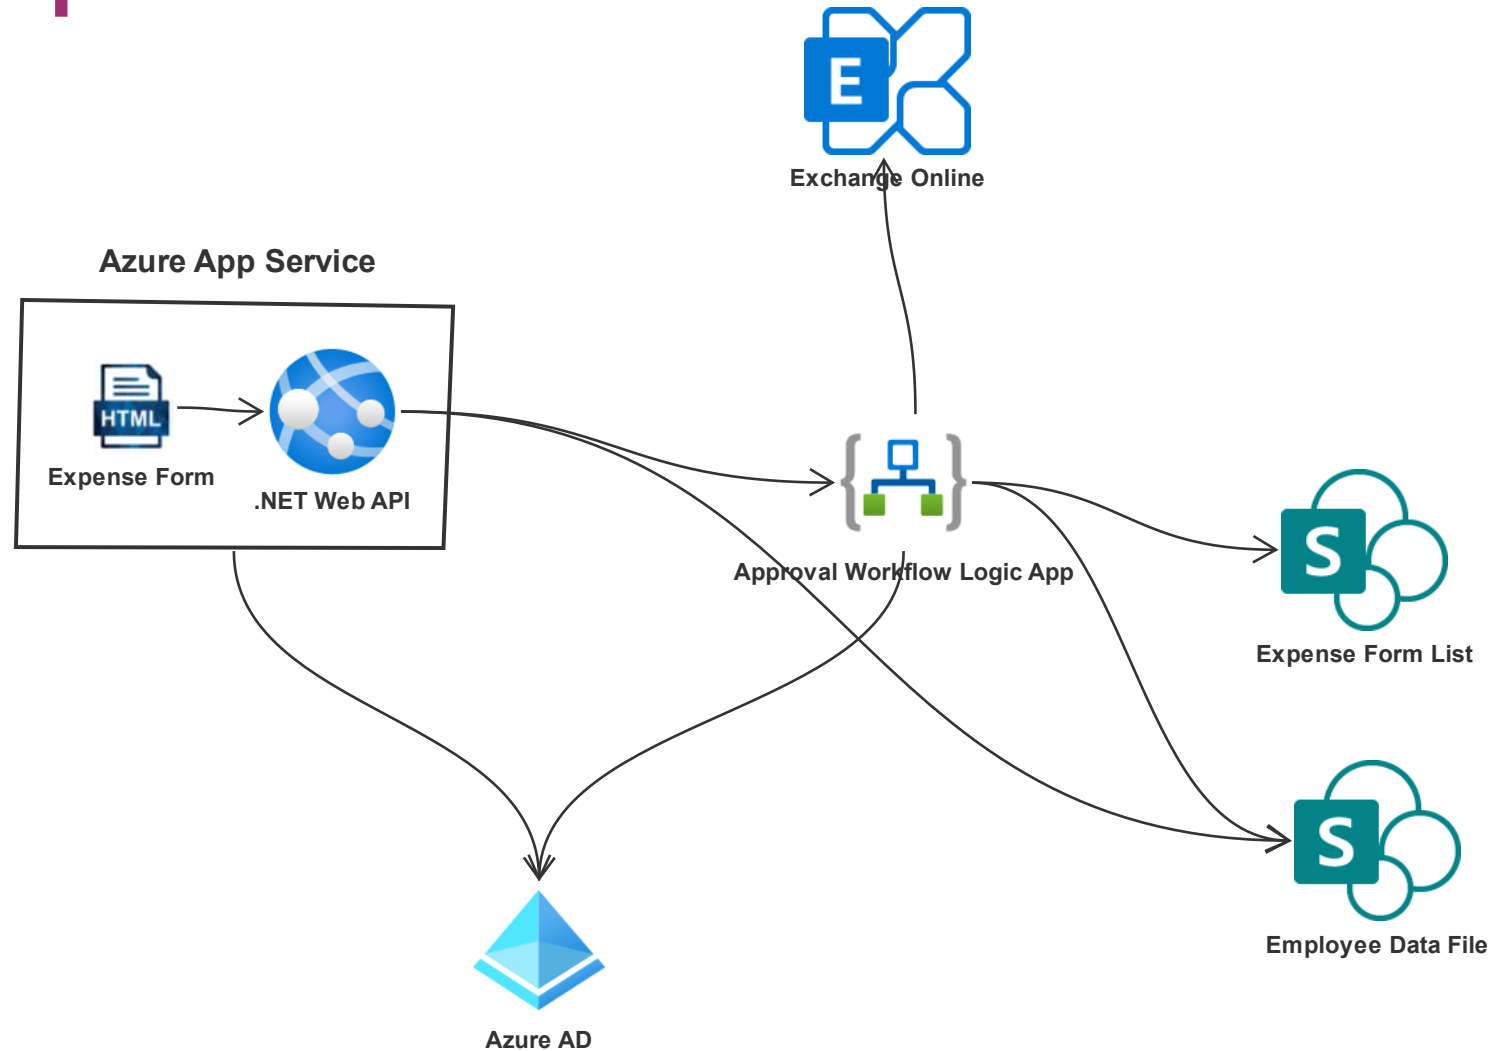 E
Exchange Online
Azure App Service
HTML
Expense Form
.NET Web API
Approval Workflow Logic App
S
Expense Form List
S
Employee Data File
Azure AD